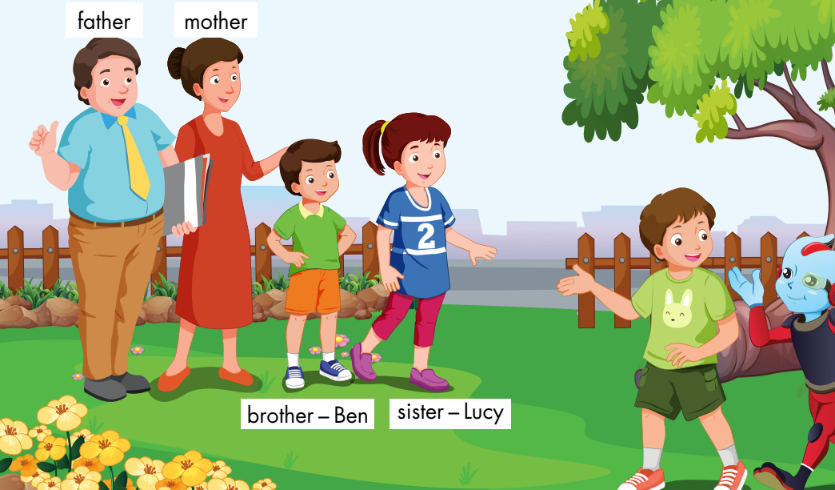 father
mother
2
brother – Ben
sister – Lucy